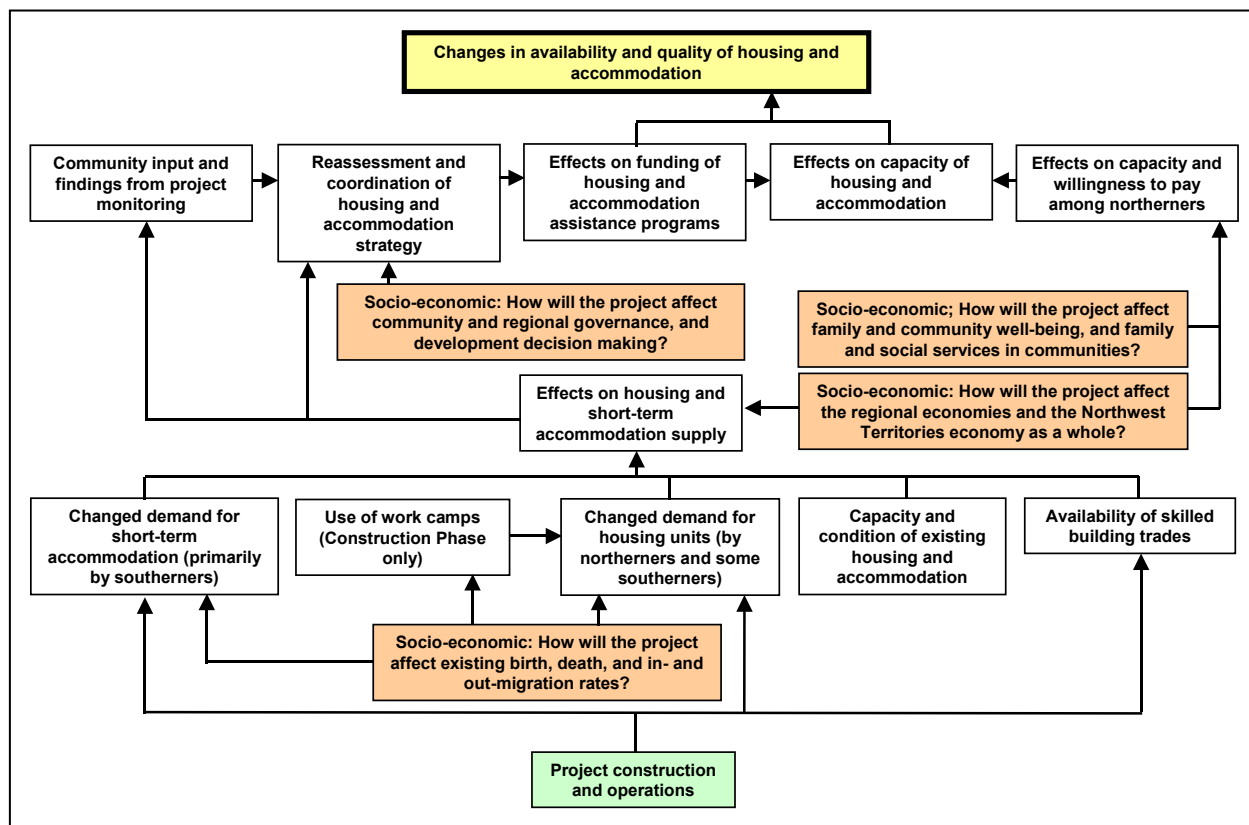 Changes in availability and quality of housing and
accommodation
Community input and
findings from project
monitoring
Reassessment and
coordination of
housing and
accommodation
strategy
Effects on funding of
housing and
accommodation
assistance programs
Effects on capacity of
housing and
accommodation
Effects on capacity and
willingness to pay
among northerners
Socio-economic: How will the project affect
community and regional governance, and
development decision making?
Socio-economic; How will the project affect
family and community well-being, and family
and social services in communities?
Effects on housing and
short-term
accommodation supply
Socio-economic: How will the project affect
the regional economies and the Northwest
Territories economy as a whole?
Changed demand for
short-term
accommodation (primarily
by southerners)
Use of work camps
(Construction Phase
only)
Changed demand for
housing units (by
northerners and some
southerners)
Capacity and
condition of existing
housing and
accommodation
Availability of skilled
building trades
Socio-economic: How will the project
affect existing birth, death, and in- and
out-migration rates?
Project construction
and operations